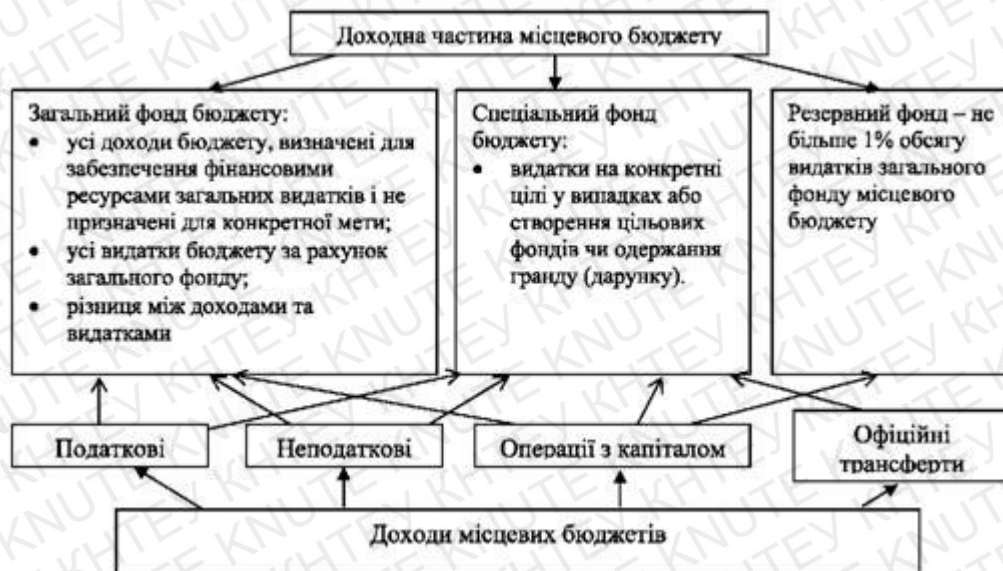 Доходна частина місцевого бюджету
Загальний фонд бюджету:
• усі доходи бюджету, визначені для
забезпечення фінансовими
ресурсами загальних видатків і не
призначені для конкретної мети;
• усі видатки бюджету за рахунок
загального фонду;
• різниця між доходами та
видатками
Спеціальний фонд
бюджету:
• видатки на конкретні
цілі у випадках або
створення цільових
фондів чи одержання
гранду (дарунку).
Резервний фонд – не
більше 1% обсягу
видатків загального
фонду місцевого
бюджету
Податкові
Неподаткові
Операції з капіталом
Офіційні
трансферти
Доходи місцевих бюджетів